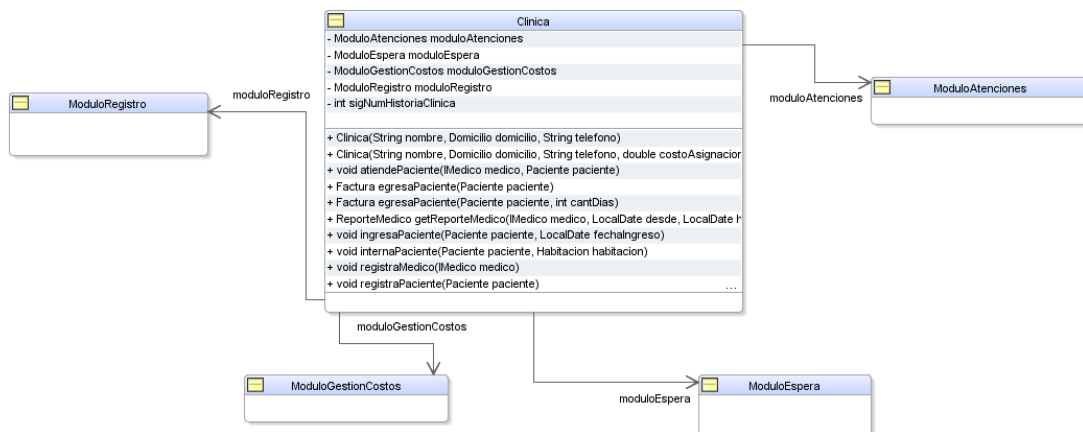 Clinica
- ModuloAtenciones moduloAtenciones
- ModuloEspera moduloEspera
- ModuloGestionCostos moduloGestionCostos
- ModuloRegistro moduloRegistro
- int sigNumHistoriaClinica
+ Clinica(String nombre, Domicilio domicilio, String telefono)
+ Clinica(String nombre, Domicilio domicilio, String telefono, double costoAsignacion
+ void atiendePaciente(IMedico medico, Paciente paciente)
+ Factura egresaPaciente(Paciente paciente)
+ Factura egresaPaciente(Paciente paciente, int cantDias)
+ ReporteMedico getReporteMedico(IMedico medico, LocalDate desde, LocalDate h
+ void ingresaPaciente(Paciente paciente, LocalDate fechaIngreso)
+ void internaPaciente(Paciente paciente, Habitacion habitacion)
+ void registraMedico(IMedico medico)
+ void registraPaciente(Paciente paciente) ...
moduloRegistro
ModuloRegistro
moduloAtenciones
ModuloAtenciones
moduloGestionCostos
ModuloGestionCostos
moduloEspera
ModuloEspera